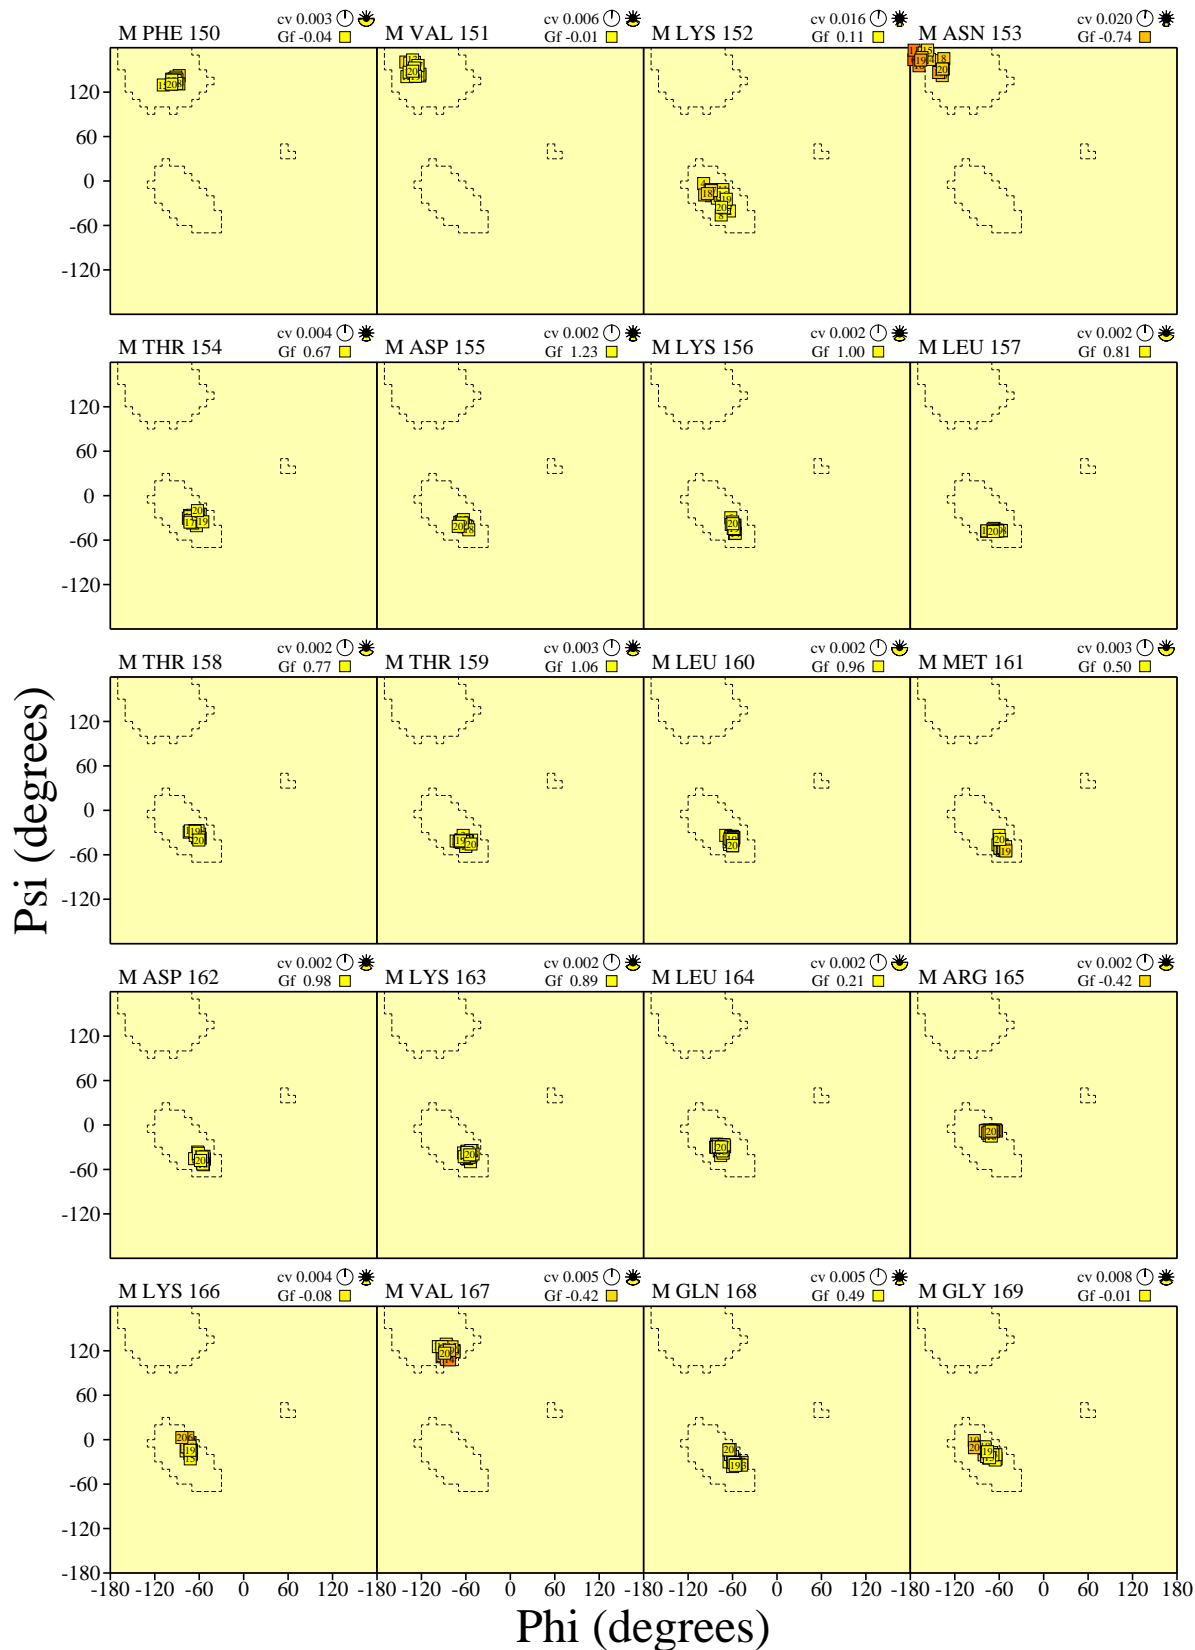 cv 0.003 cv 0.006 cv 0.016 cv 0.020
M PHE 150 Gf -0.04 M VAL 151 Gf -0.01 M LYS 152 Gf 0.11 M ASN 153 Gf -0.74
120
60
0
-60
-120
cv 0.004 cv 0.002 cv 0.002 cv 0.002
M THR 154 Gf 0.67 M ASP 155 Gf 1.23 M LYS 156 Gf 1.00 M LEU 157 Gf 0.81
120
60
0
-60
-120
cv 0.002 cv 0.003 cv 0.002 cv 0.003
M THR 158 Gf 0.77 M THR 159 Gf 1.06 M LEU 160 Gf 0.96 M MET 161 Gf 0.50
120
60
0
-60
-120
Psi (degrees)
cv 0.002 cv 0.002 cv 0.002 cv 0.002
M ASP 162 Gf 0.98 M LYS 163 Gf 0.89 M LEU 164 Gf 0.21 M ARG 165 Gf -0.42
120
60
0
-60
-120
cv 0.004 cv 0.005 cv 0.005 cv 0.008
M LYS 166 Gf -0.08 M VAL 167 Gf -0.42 M GLN 168 Gf 0.49 M GLY 169 Gf -0.01
120
60
0
-60
-120
-180
-180 -120 -60 0 60 120 -180 -120 -60 0 60 120 -180 -120 -60 0 60 120 -180 -120 -60 0 60 120 180
Phi (degrees)